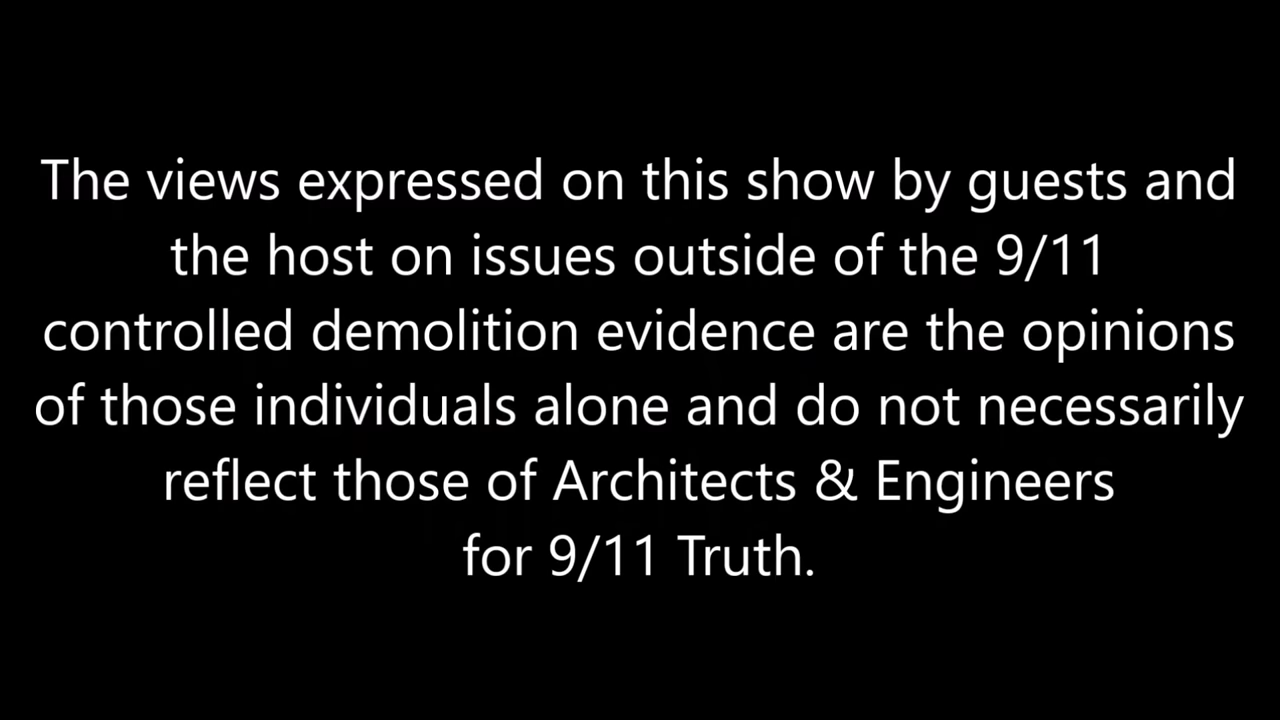 The views expressed on this show by guests and
the host on issues outside of the 9/11
controlled demolition evidence are the opinions
of those individuals alone and do not necessarily
reflect those of Architects & Engineers
for 9/11 Truth.